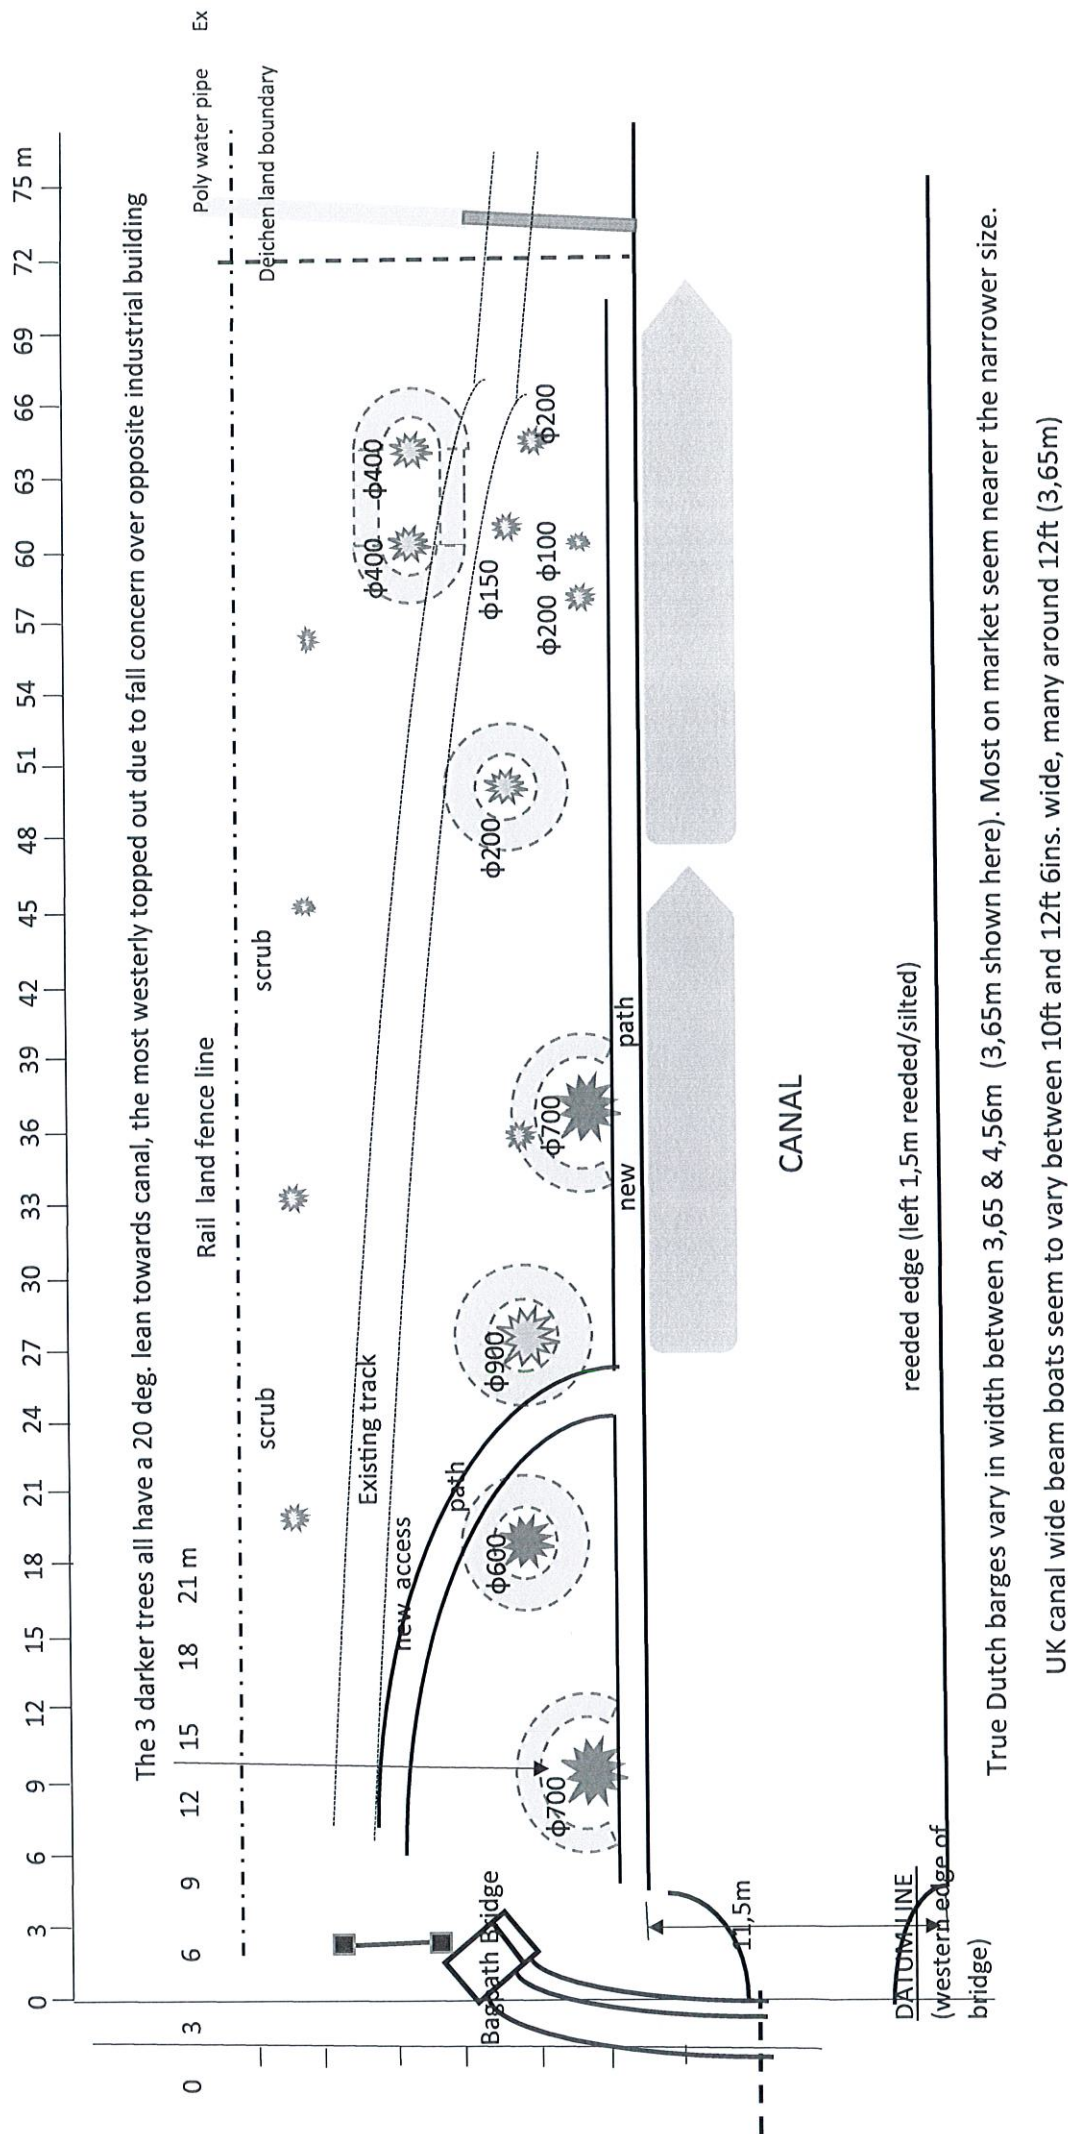 0 3 6 9 12 15 18 21 24 27 30 33 36 39 42 45 48 51 54 57 60 63 66 69 72 75 m
The 3 darker trees all have a 20 deg. lean towards canal, the most westerly topped out due to fall concern over opposite industrial building
0 3 6 9 12 15 18 21 m
Rail land fence line
Poly water pipe
Ex
scrub
scrub
Deichen land boundary
Existing track
new access
path
ϕ400
ϕ400
ϕ700
ϕ600
ϕ900
ϕ700
ϕ200
ϕ150
ϕ200
ϕ100
ϕ200
Bagpath Bridge
new
path
11,5m
CANAL
reeded edge (left 1,5m reeded/silted)
DATUM LINE
(western edge of
bridge)
True Dutch barges vary in width between 3,65 & 4,56m (3,65m shown here). Most on market seem nearer the narrower size.
UK canal wide beam boats seem to vary between 10ft and 12ft 6ins. wide, many around 12ft (3,65m)